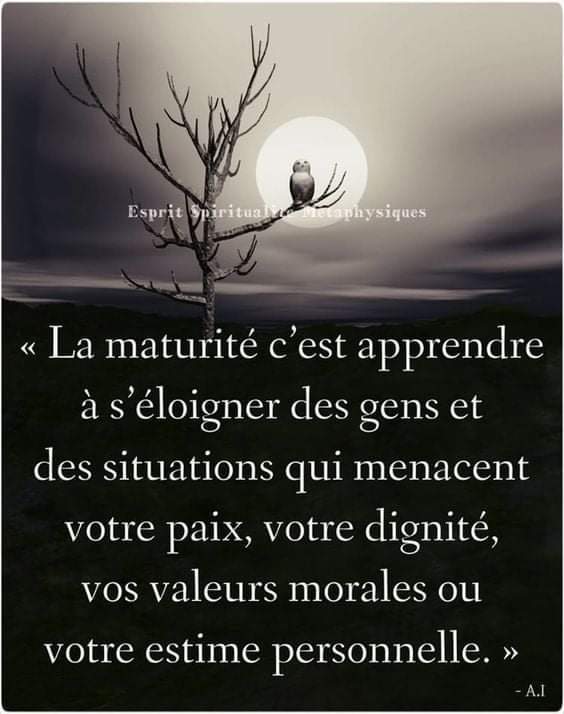 Esprit Spiritualité Métaphysiques
« La maturité c’est apprendre
à s’éloigner des gens et
des situations qui menacent
votre paix, votre dignité,
vos valeurs morales ou
votre estime personnelle. »
- A.I